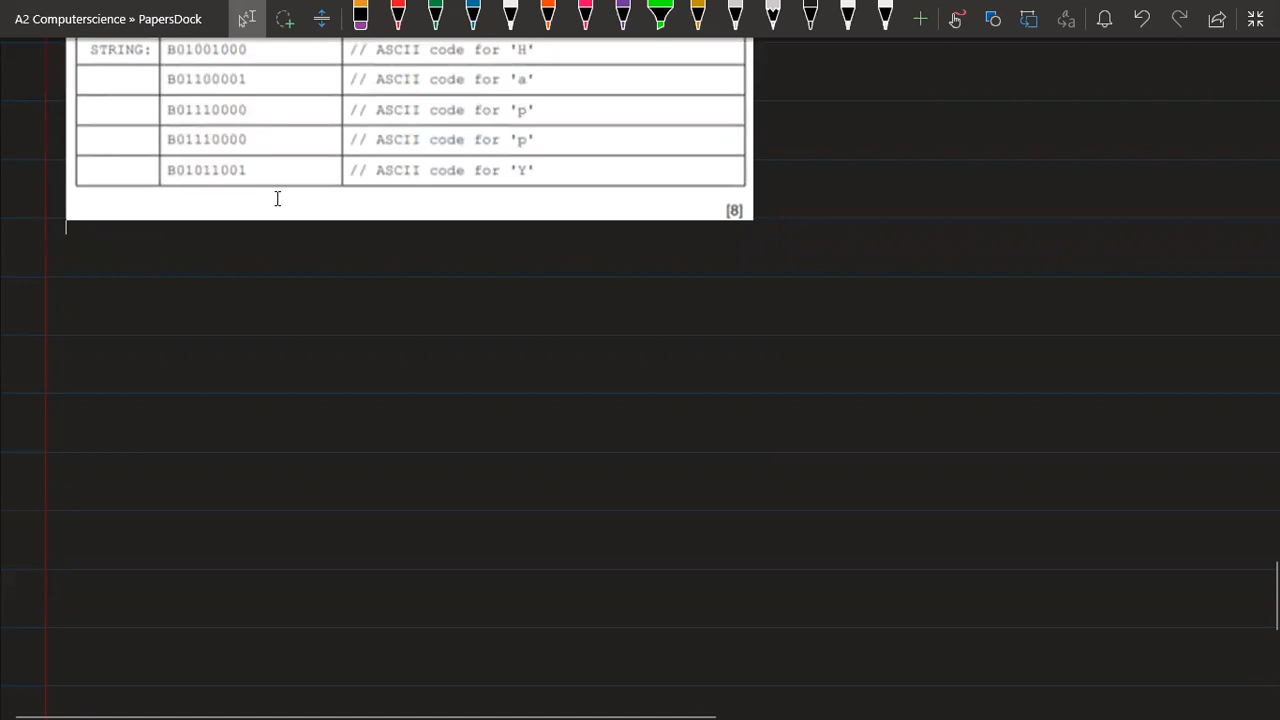 A2 Computerscience » PapersDock
STRING: B01001000 // ASCII code for 'H'
B01100001 // ASCII code for 'a'
B01110000 // ASCII code for 'p'
B01110000 // ASCII code for 'p'
B01011001 // ASCII code for 'Y'
[8]